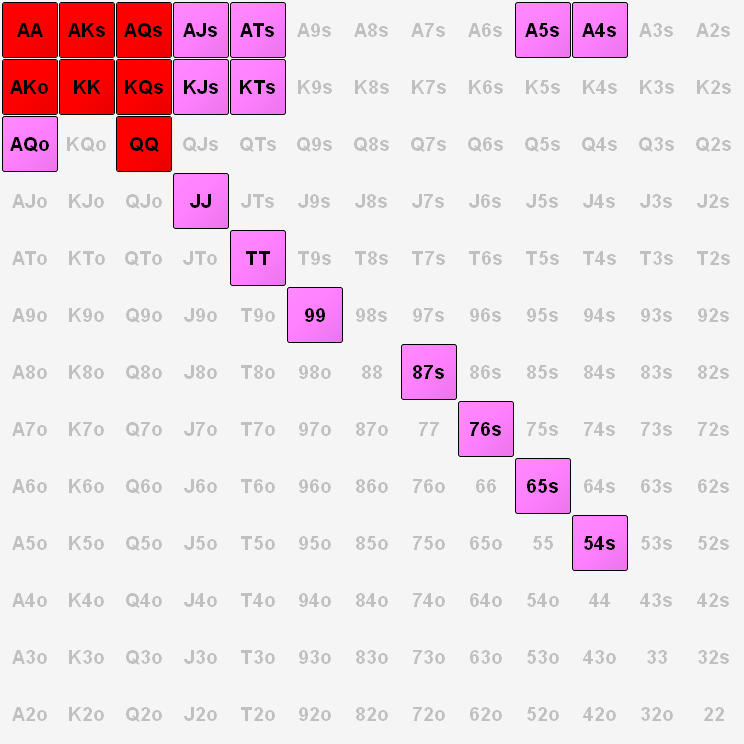 AA AKs AQs AJs ATs A9s A8s A7s A6s A5s A4s A3s A2s
AKo KK KQs KJs KTs K9s K8s K7s K6s K5s K4s K3s K2s
AQo KQo QQ QJs QTs Q9s Q8s Q7s Q6s Q5s Q4s Q3s Q2s
AJo KJo QJo JJ JTs J9s J8s J7s J6s J5s J4s J3s J2s
ATo KTo QTo JTo TT T9s T8s T7s T6s T5s T4s T3s T2s
A9o K9o Q9o J9o T9o 99 98s 97s 96s 95s 94s 93s 92s
A8o K8o Q8o J8o T8o 98o 88 87s 86s 85s 84s 83s 82s
A7o K7o Q7o J7o T7o 97o 87o 77 76s 75s 74s 73s 72s
A6o K6o Q6o J6o T6o 96o 86o 76o 66 65s 64s 63s 62s
A5o K5o Q5o J5o T5o 95o 85o 75o 65o 55 54s 53s 52s
A4o K4o Q4o J4o T4o 94o 84o 74o 64o 54o 44 43s 42s
A3o K3o Q3o J3o T3o 93o 83o 73o 63o 53o 43o 33 32s
A2o K2o Q2o J2o T2o 92o 82o 72o 62o 52o 42o 32o 22